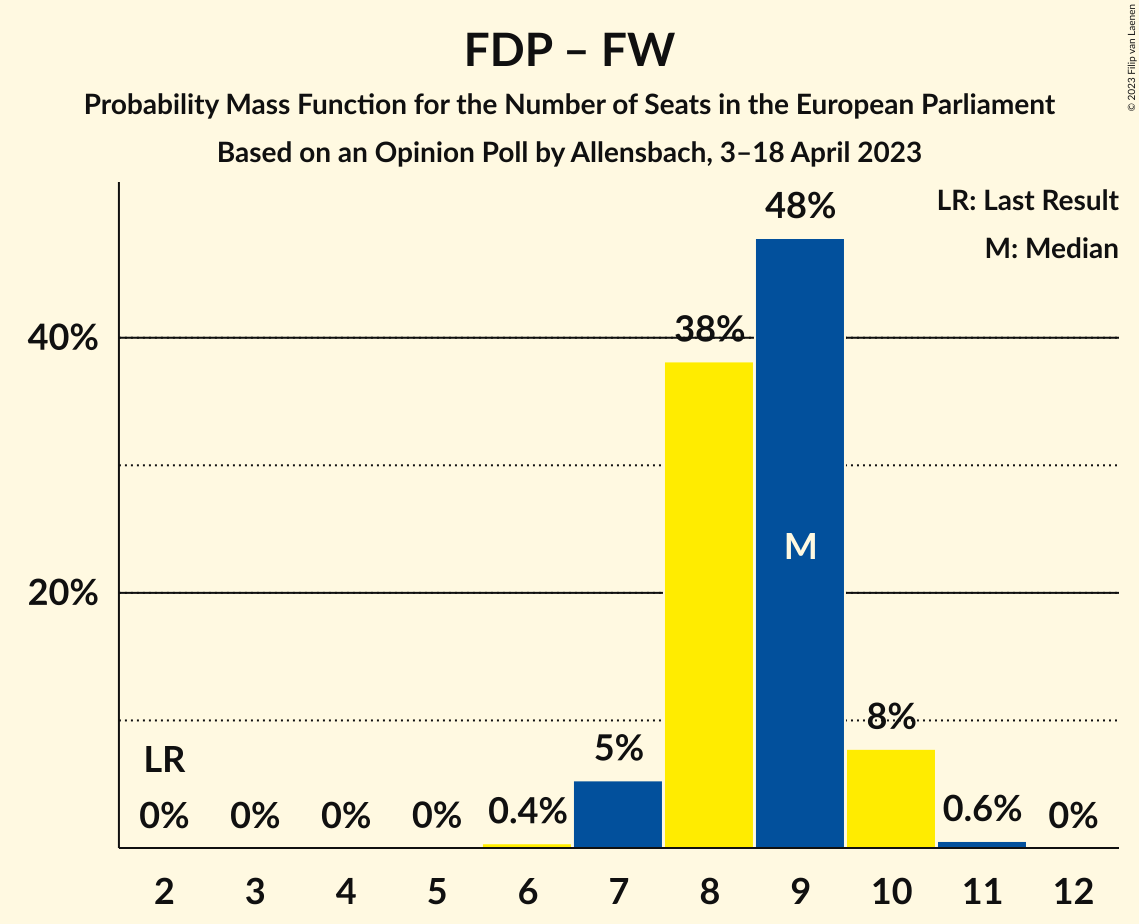 FDP – FW
Probability Mass Function for the Number of Seats in the European Parliament
Based on an Opinion Poll by Allensbach, 3–18 April 2023
© 2023 Filip van Laenen
LR: Last Result
M: Median
48%
38%
40%
M
20%
8%
5%
LR
0% 0% 0% 0% 0.4% 0.6% 0%
2 3 4 5 6 7 8 9 10 11 12